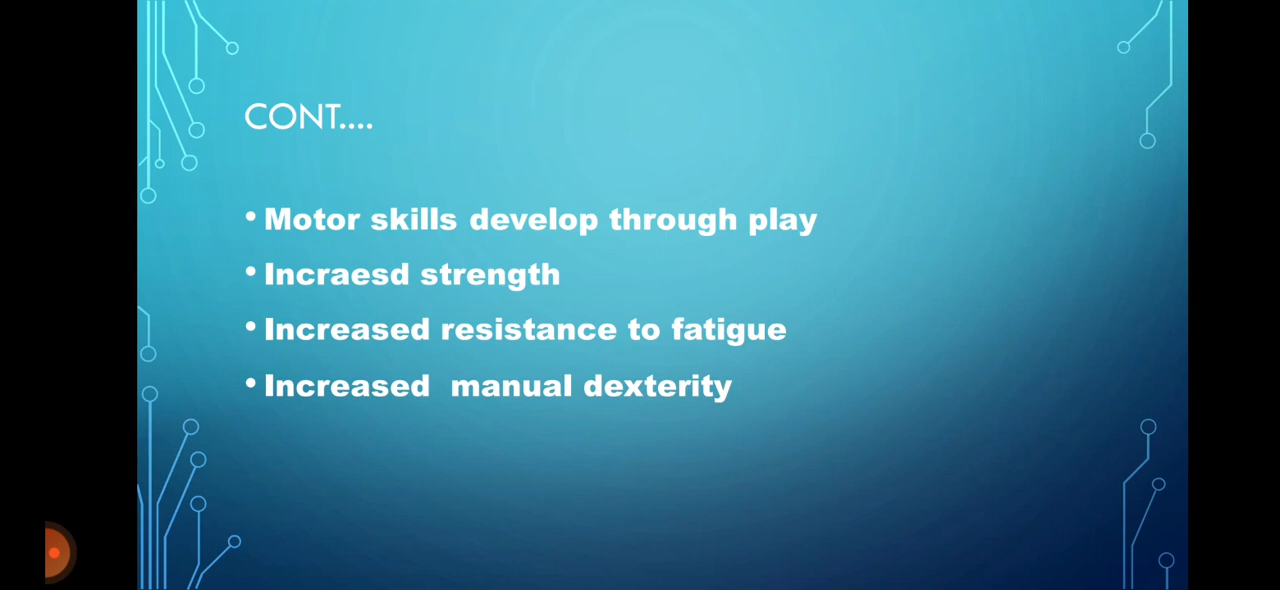 CONT....
• Motor skills develop through play
• Incraesd strength
• Increased resistance to fatigue
• Increased  manual dexterity